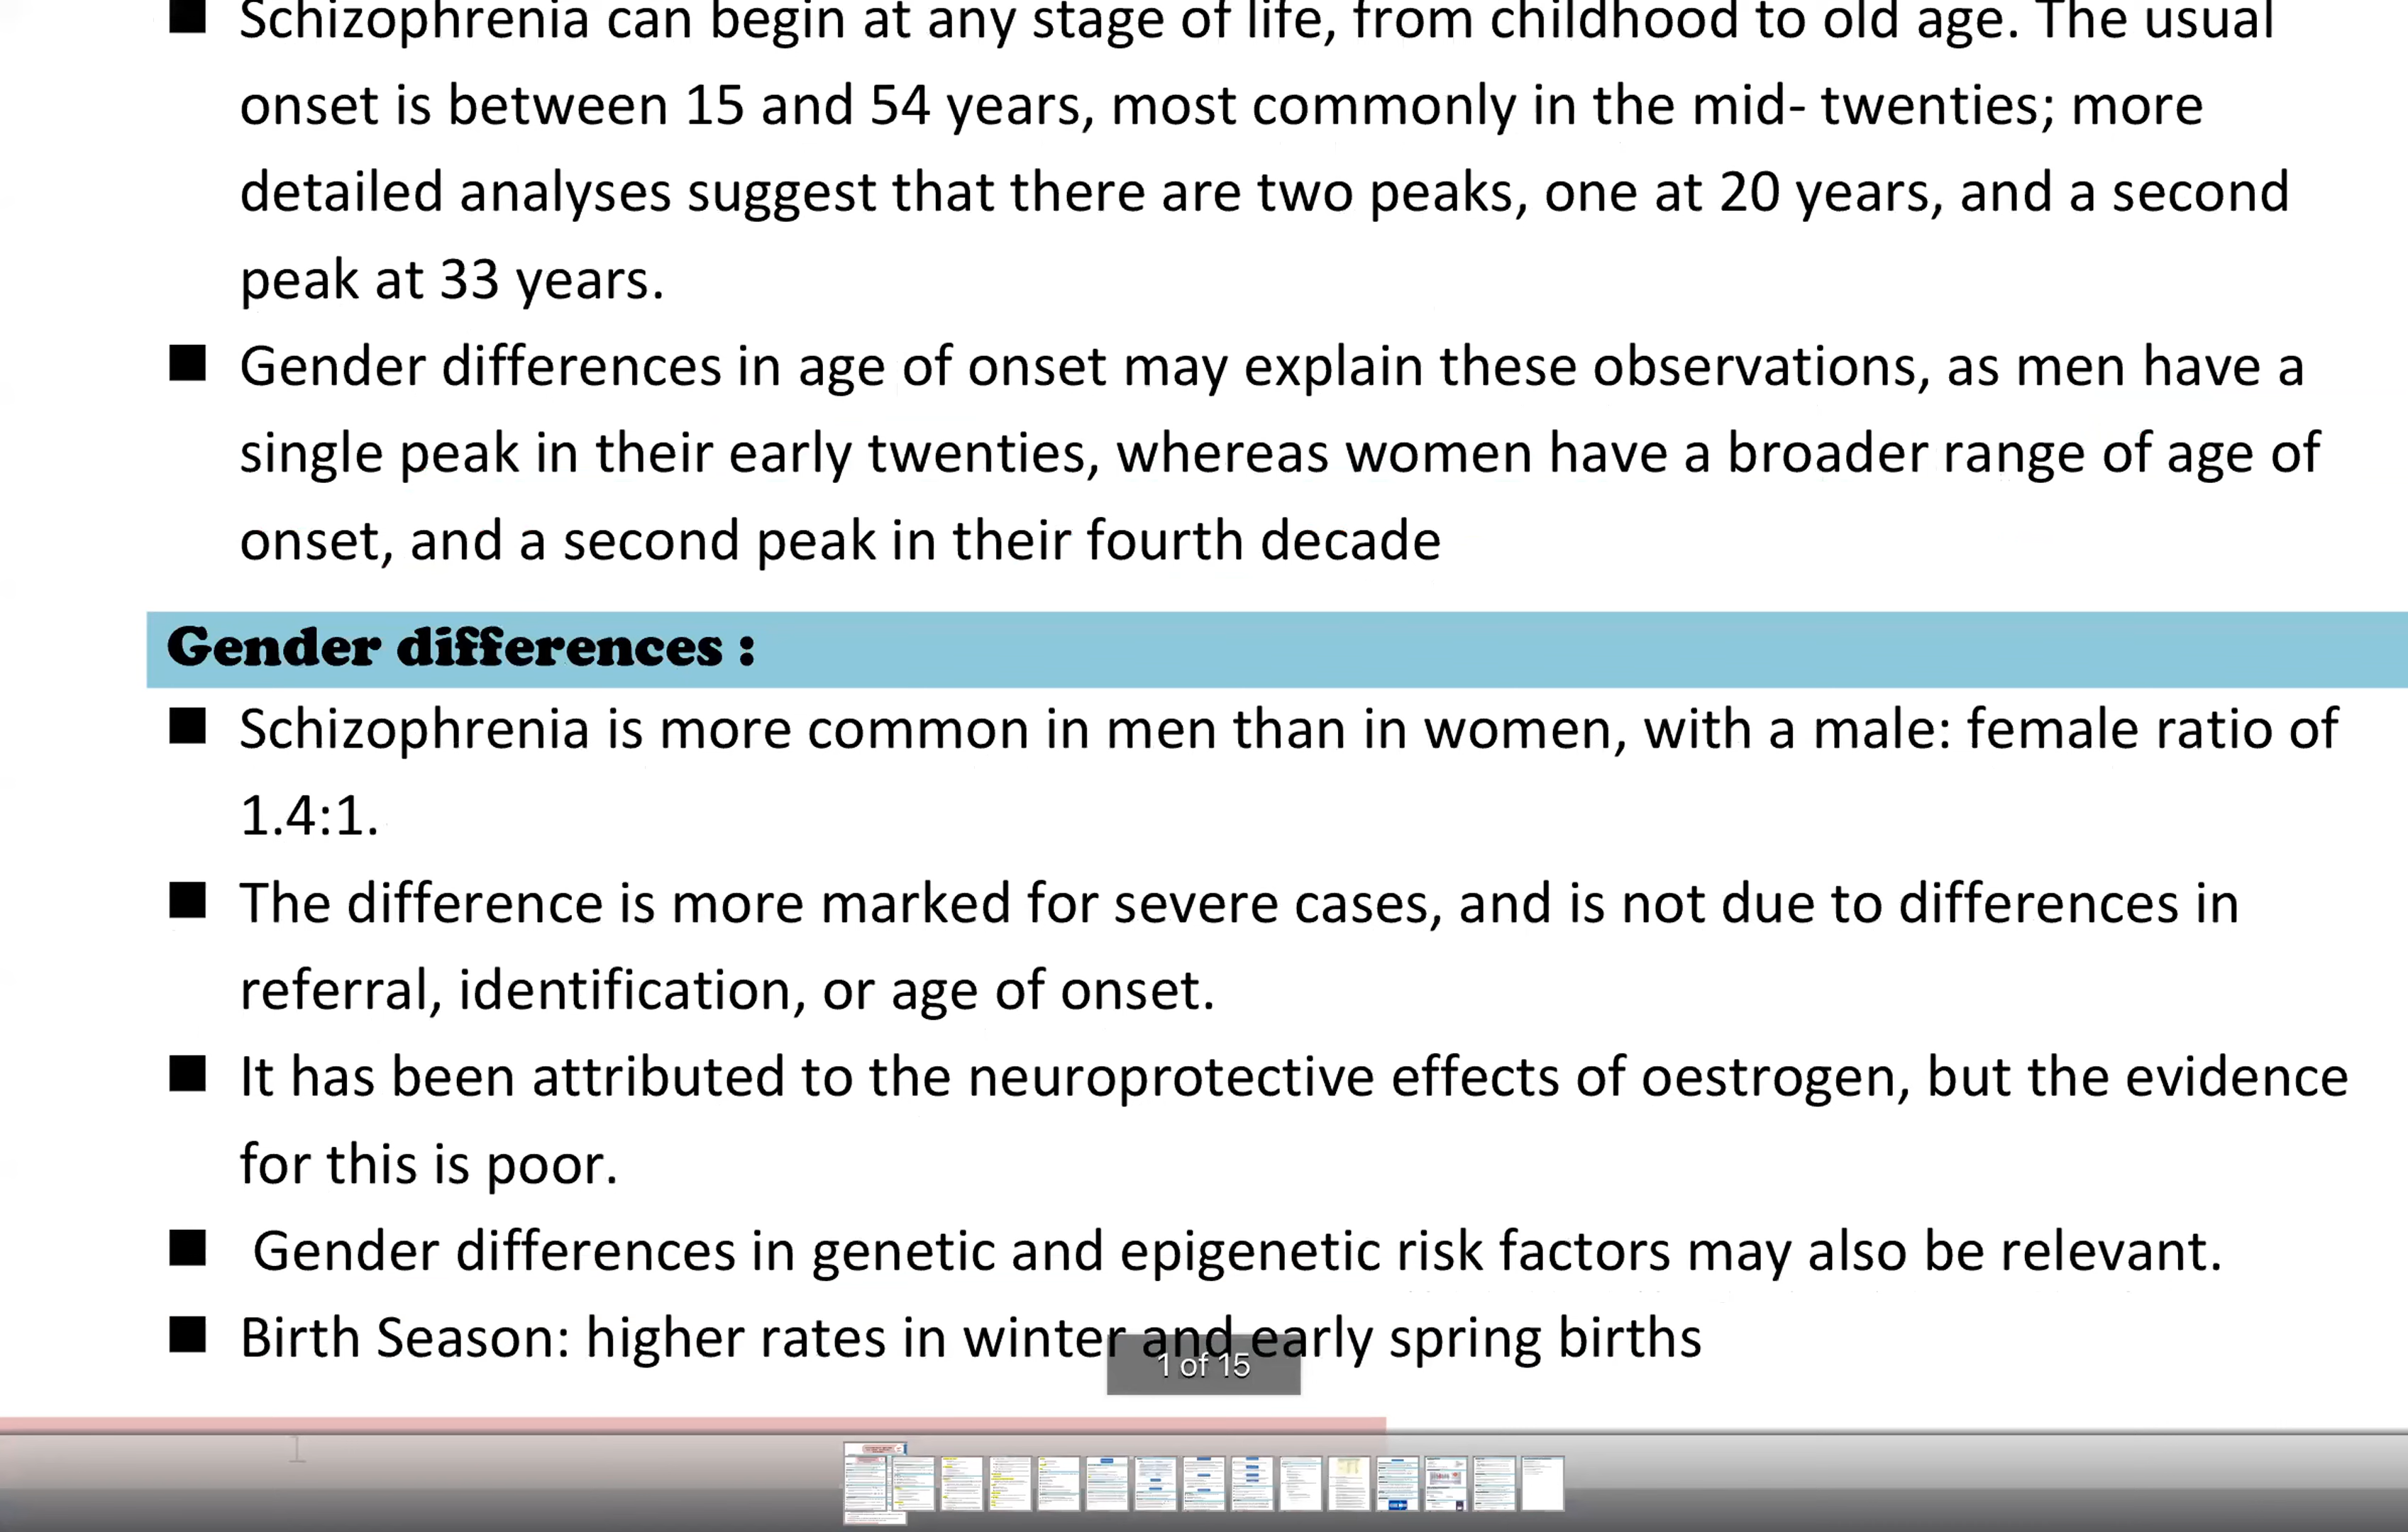 ■ Schizophrenia can begin at any stage of life, from childhood to old age. The usual
onset is between 15 and 54 years, most commonly in the mid- twenties; more
detailed analyses suggest that there are two peaks, one at 20 years, and a second
peak at 33 years.
■ Gender differences in age of onset may explain these observations, as men have a
single peak in their early twenties, whereas women have a broader range of age of
onset, and a second peak in their fourth decade
Gender differences :
■ Schizophrenia is more common in men than in women, with a male: female ratio of
1.4:1.
■ The difference is more marked for severe cases, and is not due to differences in
referral, identification, or age of onset.
■ It has been attributed to the neuroprotective effects of oestrogen, but the evidence
for this is poor.
■ Gender differences in genetic and epigenetic risk factors may also be relevant.
■ Birth Season: higher rates in winter and early spring births
1 of 15
1